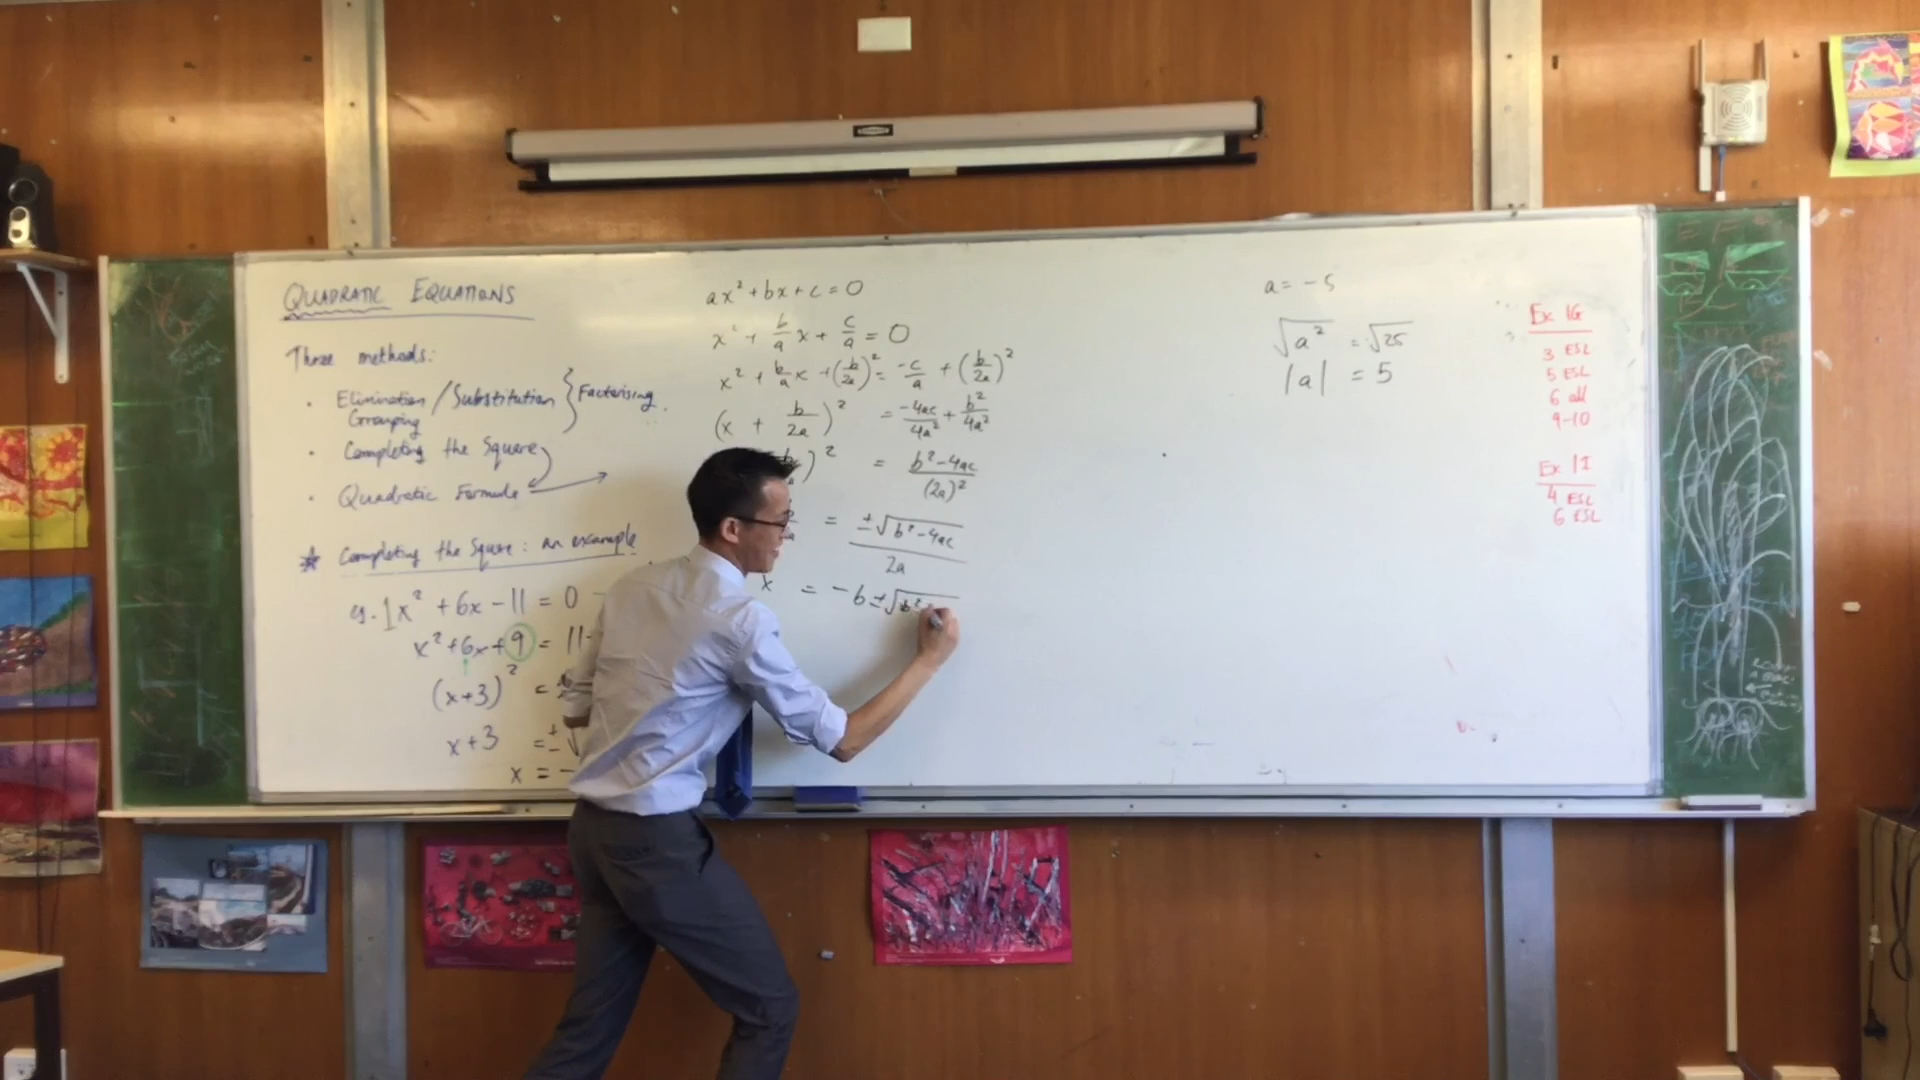 QUADRATIC EQUATIONS
Three methods:
· Elimination / Substitution } Factorising
Grouping
· Completing the Square
· Quadratic Formula
Completing the Square: an example
eg. 1x² + 6x - 11 = 0
x² + 6x + 9 = 11
(x+3)² =
x+3 = ±√
x = -
ax² + bx + c = 0
x² + b/a x + c/a = 0
x² + b/a x + (b/2a)² = -c/a + (b/2a)²
(x + b/2a)² = -4ac/4a² + b²/4a²
)² = b²-4ac/(2a)²
= ±√b²-4ac / 2a
x = -b±√b²
a = -5
√a² = √25
|a| = 5
Ex 1G
3 ESL
5 ESL
6 all
9-10
Ex 1I
4 ESL
6 ESL